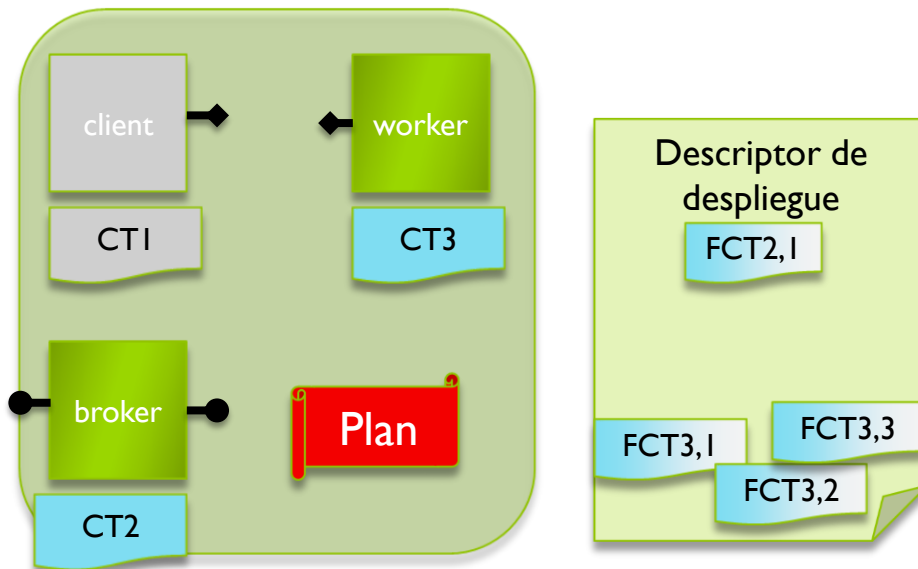 client
worker
CT1
CT3
broker
Plan
CT2
Descriptor de
despliegue
FCT2,1
FCT3,1
FCT3,3
FCT3,2